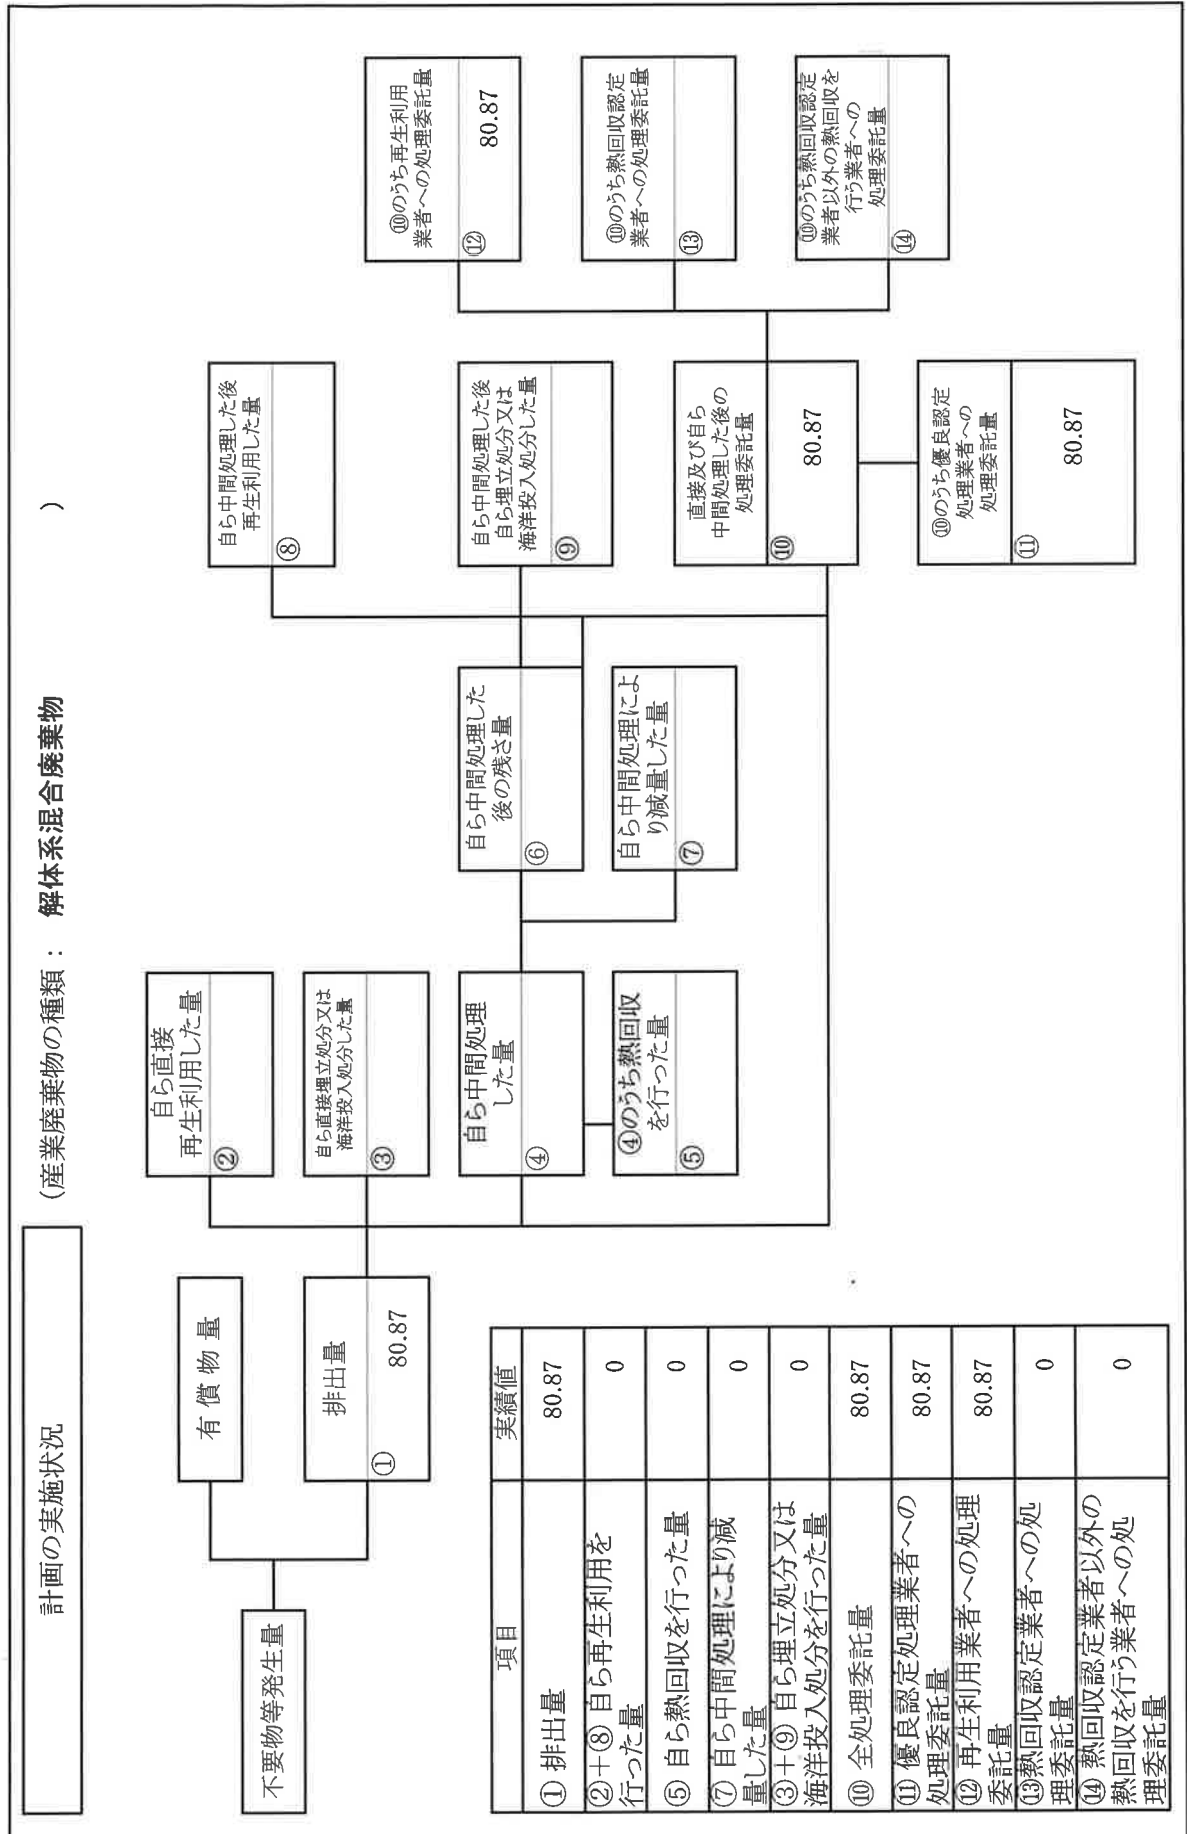 計画の実施状況
(産業廃棄物の種類： 解体系混合廃棄物 )
不要物等発生量
有 償 物 量
排出量
①
80.87
自ら直接
再生利用した量
②
自ら直接埋立処分又は
海洋投入処分した量
③
自ら中間処理
した量
④
④のうち熱回収
を行った量
⑤
自ら中間処理した
後の残さ量
⑥
自ら中間処理によ
り減量した量
⑦
自ら中間処理した後
再生利用した量
⑧
自ら中間処理した後
自ら埋立処分又は
海洋投入処分した量
⑨
直接及び自ら
中間処理した後の
処理委託量
⑩
80.87
⑩のうち優良認定
処理業者への
処理委託量
⑪
80.87
⑩のうち再生利用
業者への処理委託量
⑫
80.87
⑩のうち熱回収認定
業者への処理委託量
⑬
⑩のうち熱回収認定
業者以外の熱回収を
行う業者への
処理委託量
⑭
項目 実績値
① 排出量 80.87
②＋⑧ 自ら再生利用を
行った量 0
⑤ 自ら熱回収を行った量 0
⑦ 自ら中間処理により減
量した量 0
③＋⑨ 自ら埋立処分又は
海洋投入処分を行った量 0
⑩ 全処理委託量 80.87
⑪ 優良認定処理業者への
処理委託量 80.87
⑫ 再生利用業者への処理
委託量 80.87
⑬熱回収認定業者への処
理委託量 0
⑭ 熱回収認定業者以外の
熱回収を行う業者への処
理委託量 0